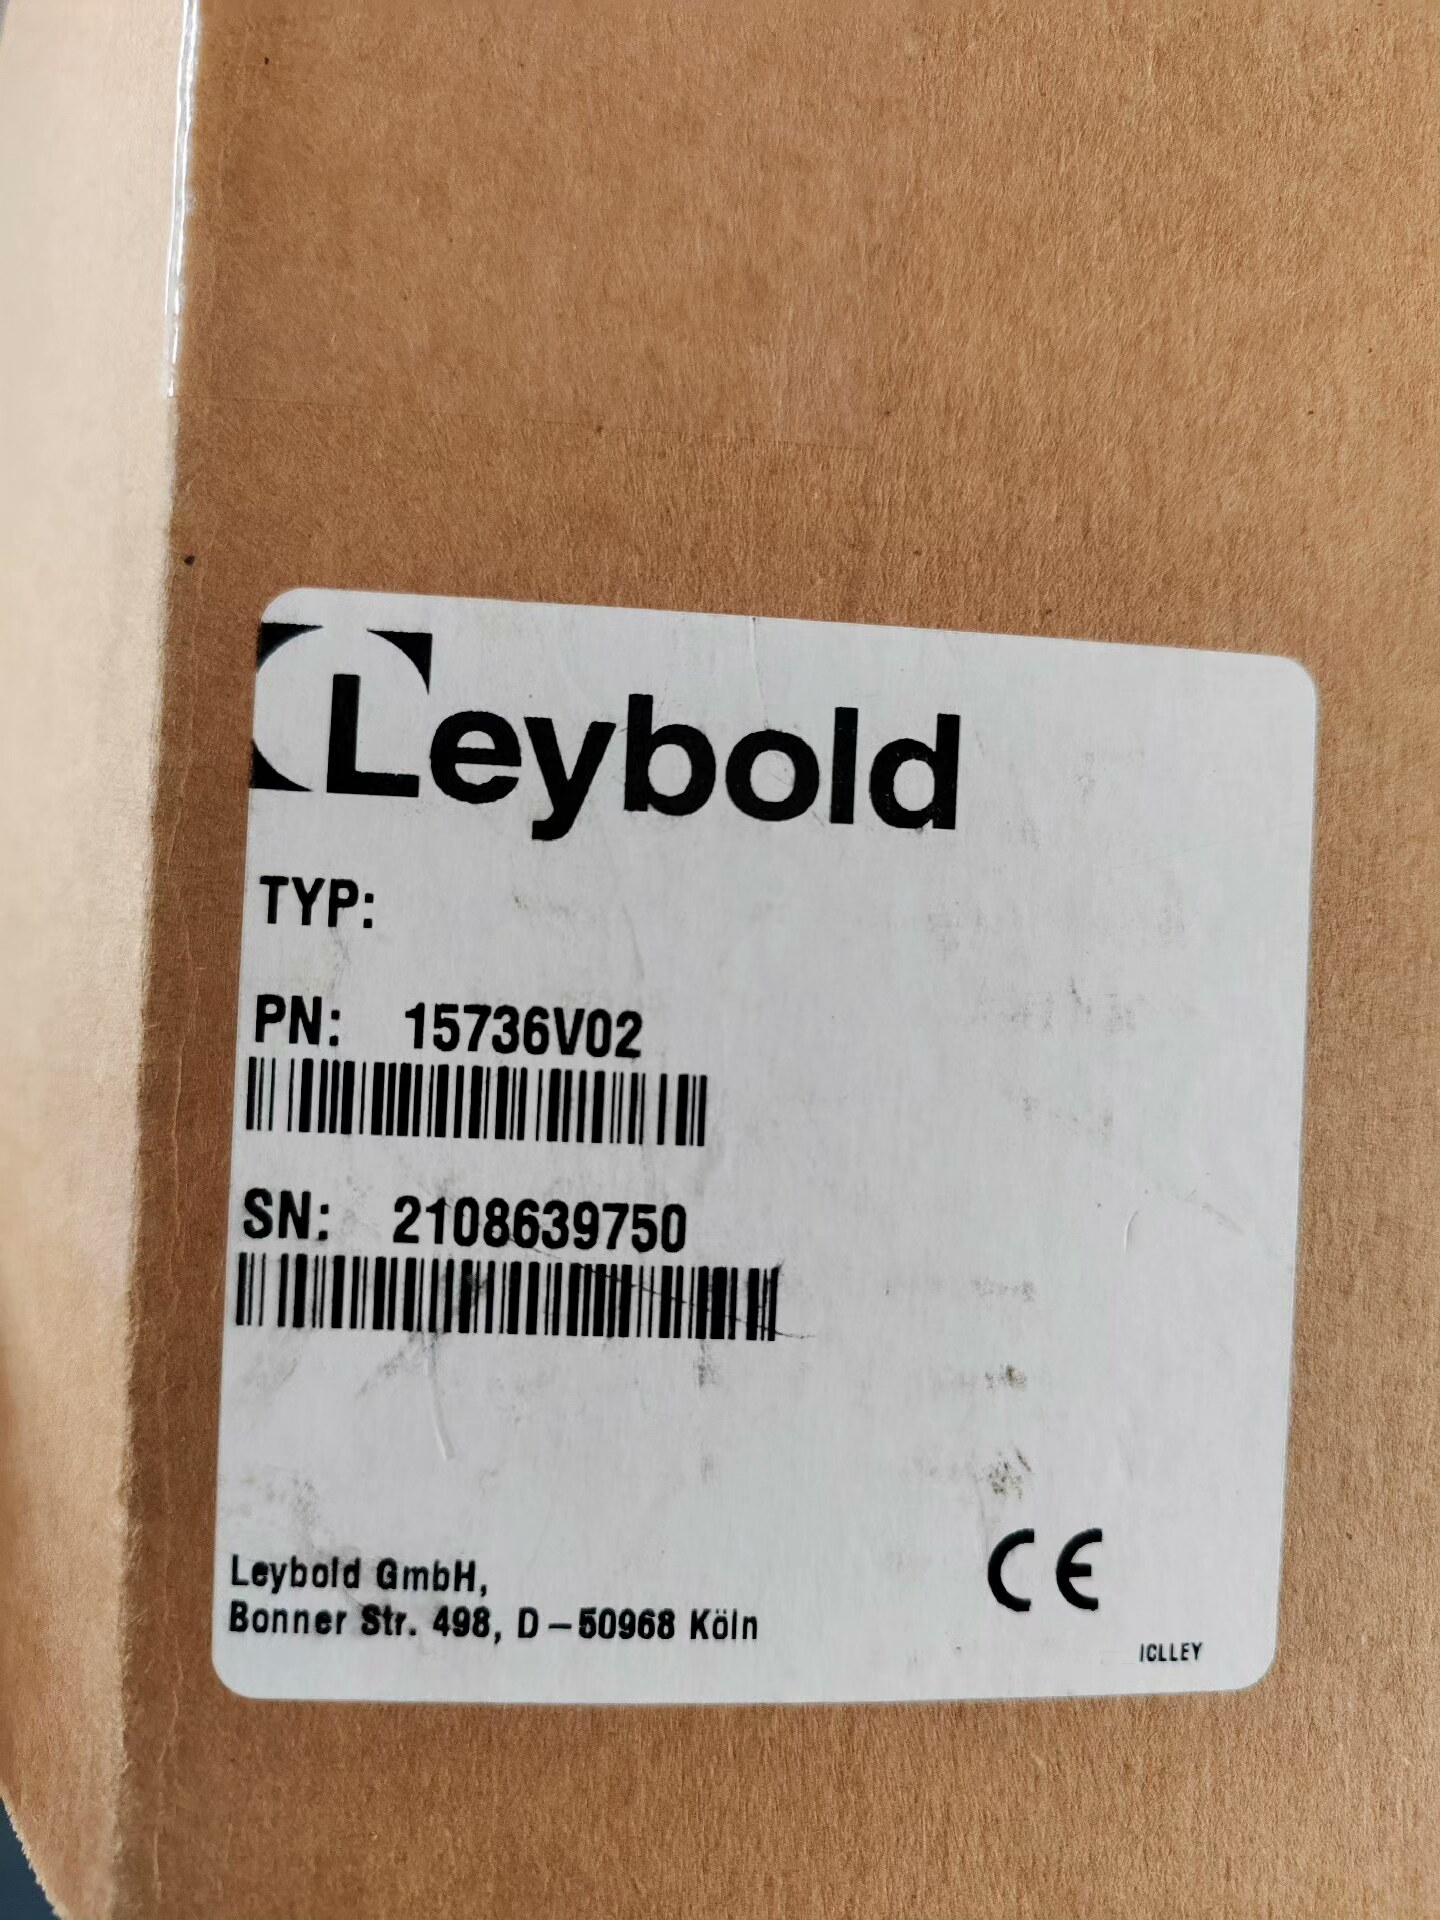 Leybold
TYP:
PN: 15736V02
SN: 2108639750
Leybold GmbH,
Bonner Str. 498, D-50968 Köln
CE
ICLLEY